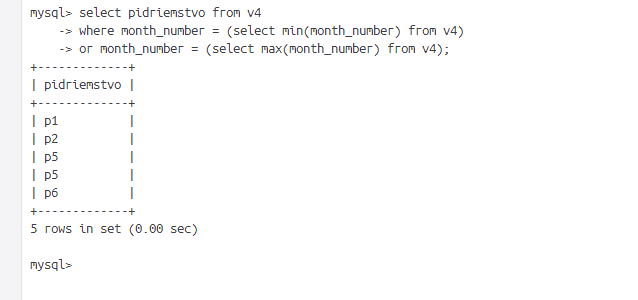 mysql> select pidriemstvo from v4
    -> where month_number = (select min(month_number) from v4)
    -> or month_number = (select max(month_number) from v4);
+-------------+
| pidriemstvo |
+-------------+
| p1          |
| p2          |
| p5          |
| p5          |
| p6          |
+-------------+
5 rows in set (0.00 sec)
mysql>